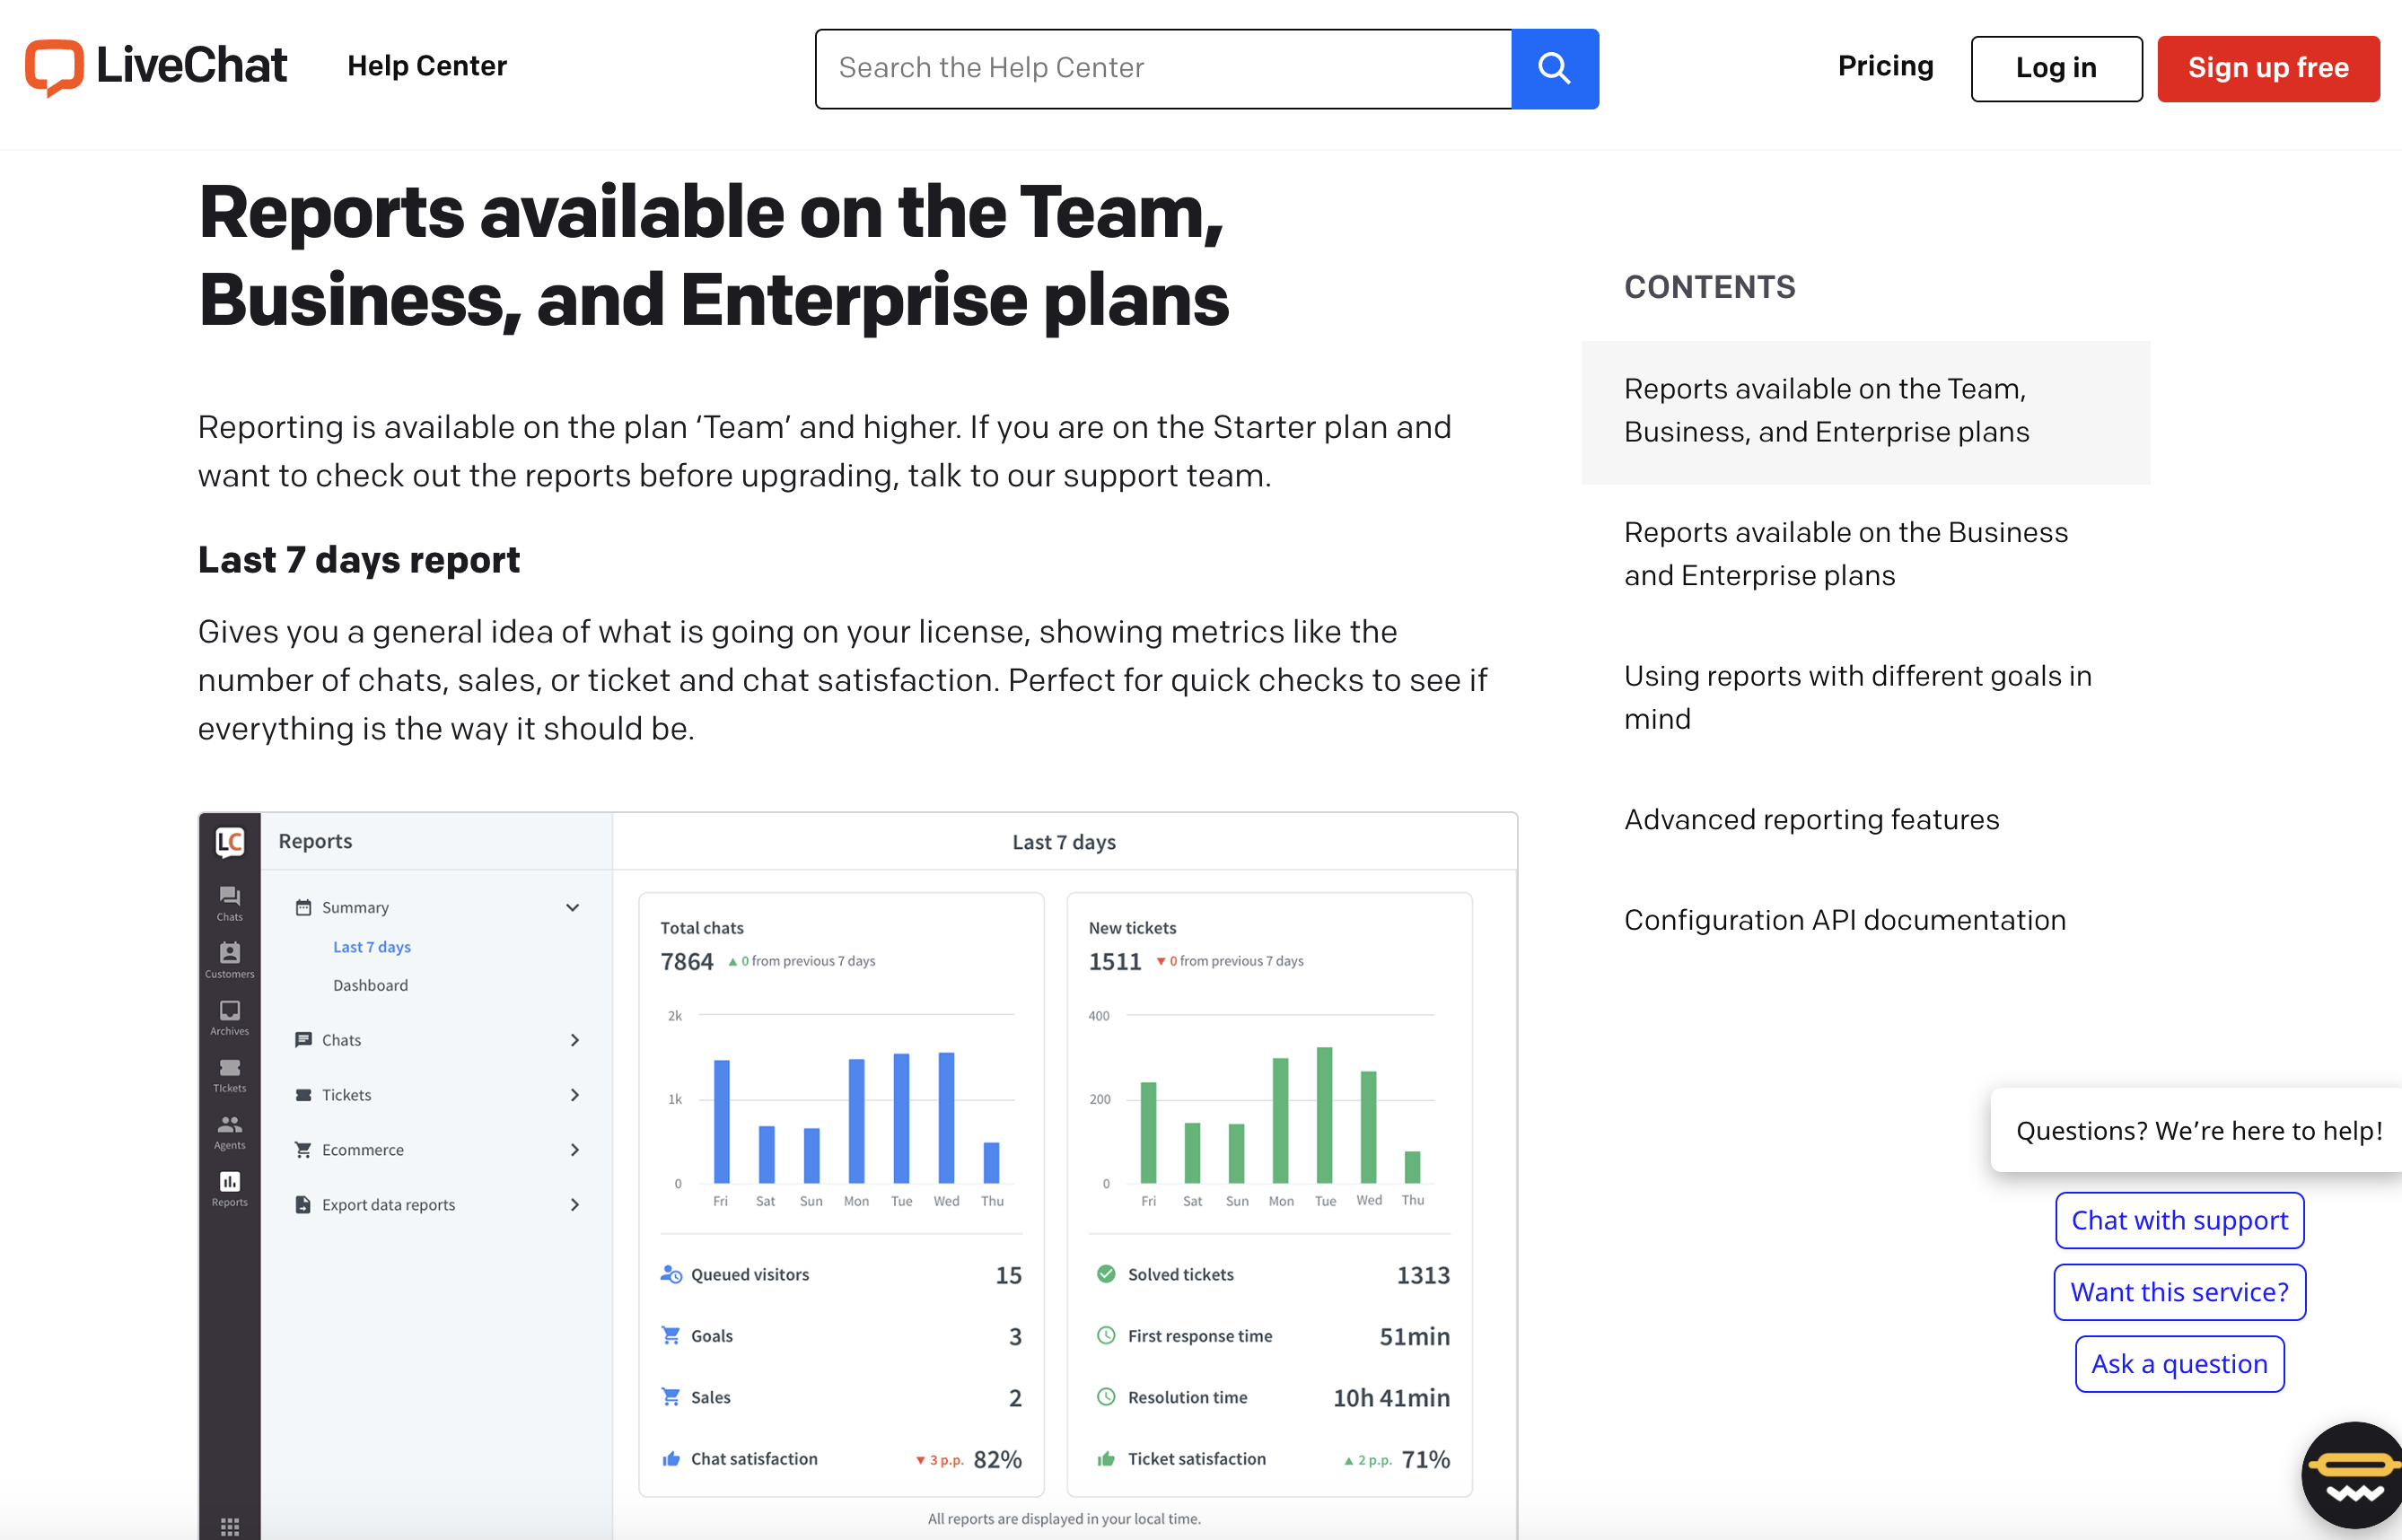 LiveChat
Help Center
Search the Help Center
Pricing
Log in
Sign up free
Reports available on the Team,
Business, and Enterprise plans
Reporting is available on the plan ‘Team’ and higher. If you are on the Starter plan and
want to check out the reports before upgrading, talk to our support team.
Last 7 days report
Gives you a general idea of what is going on your license, showing metrics like the
number of chats, sales, or ticket and chat satisfaction. Perfect for quick checks to see if
everything is the way it should be.
LC
Chats
Customers
Archives
TIckets
Agents
Reports
Reports
Summary
Last 7 days
Dashboard
Chats
Tickets
Ecommerce
Export data reports
Last 7 days
Total chats
7864 ▲ 0 from previous 7 days
2k
1k
0
Fri Sat Sun Mon Tue Wed Thu
Queued visitors 15
Goals 3
Sales 2
Chat satisfaction ▼ 3 p.p. 82%
New tickets
1511 ▼ 0 from previous 7 days
400
200
0
Fri Sat Sun Mon Tue Wed Thu
Solved tickets 1313
First response time 51min
Resolution time 10h 41min
Ticket satisfaction ▲ 2 p.p. 71%
All reports are displayed in your local time.
CONTENTS
Reports available on the Team,
Business, and Enterprise plans
Reports available on the Business
and Enterprise plans
Using reports with different goals in
mind
Advanced reporting features
Configuration API documentation
Questions? We’re here to help!
Chat with support
Want this service?
Ask a question